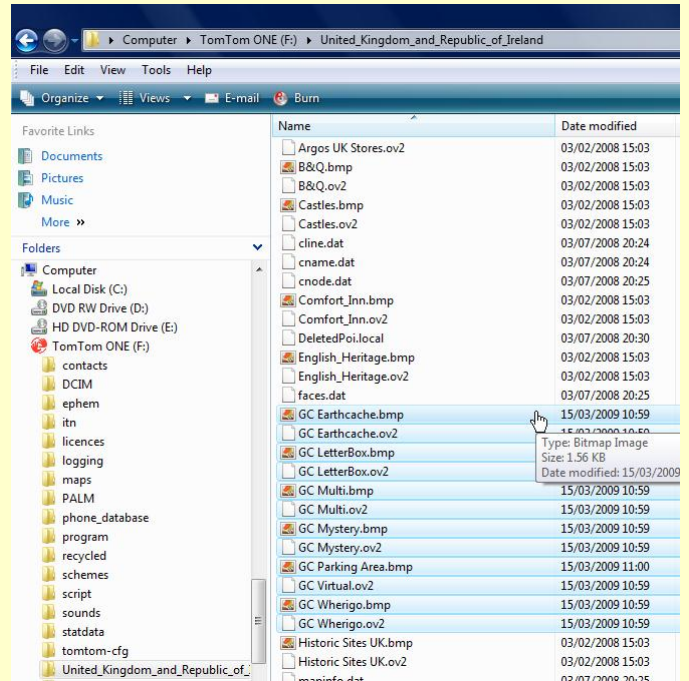 Computer ▸ TomTom ONE (F:) ▸ United_Kingdom_and_Republic_of_Ireland
File Edit View Tools Help
Organize Views E-mail Burn
Favorite Links
Documents
Pictures
Music
More »
Folders
Computer
Local Disk (C:)
DVD RW Drive (D:)
HD DVD-ROM Drive (E:)
TomTom ONE (F:)
contacts
DCIM
ephem
itn
licences
logging
maps
PALM
phone_database
program
recycled
schemes
script
sounds
statdata
tomtom-cfg
United_Kingdom_and_Republic_of_
Name Date modified
Argos UK Stores.ov2 03/02/2008 15:03
B&Q.bmp 03/02/2008 15:03
B&Q.ov2 03/02/2008 15:03
Castles.bmp 03/02/2008 15:03
Castles.ov2 03/02/2008 15:03
cline.dat 03/07/2008 20:24
cname.dat 03/07/2008 20:24
cnode.dat 03/07/2008 20:25
Comfort_Inn.bmp 03/02/2008 15:03
Comfort_Inn.ov2 03/02/2008 15:03
DeletedPoi.local 03/07/2008 20:30
English_Heritage.bmp 03/02/2008 15:03
English_Heritage.ov2 03/02/2008 15:03
faces.dat 03/07/2008 20:25
GC Earthcache.bmp 15/03/2009 10:59
GC Earthcache.ov2 15/03/2009 10:59
GC LetterBox.bmp
GC LetterBox.ov2
GC Multi.bmp 15/03/2009 10:59
GC Multi.ov2 15/03/2009 10:59
GC Mystery.bmp 15/03/2009 10:59
GC Mystery.ov2 15/03/2009 10:59
GC Parking Area.bmp 15/03/2009 11:00
GC Virtual.ov2 15/03/2009 10:59
GC Wherigo.bmp 15/03/2009 10:59
GC Wherigo.ov2 15/03/2009 10:59
Historic Sites UK.bmp 03/02/2008 15:03
Historic Sites UK.ov2 03/02/2008 15:03
mapinfo.dat 03/07/2008 20:25
Type: Bitmap Image
Size: 1.56 KB
Date modified: 15/03/2009